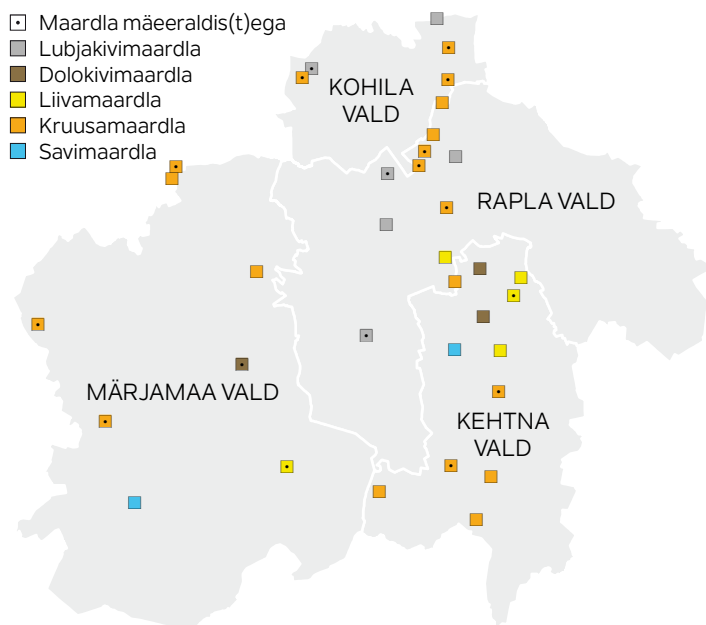 Maardla mäeeraldis(t)ega
Lubjakivimaardla
Dolokivimaardla
Liivamaardla
Kruusamaardla
Savimaardla
KOHILA
VALD
RAPLA VALD
MÄRJAMAA VALD
KEHTNA
VALD